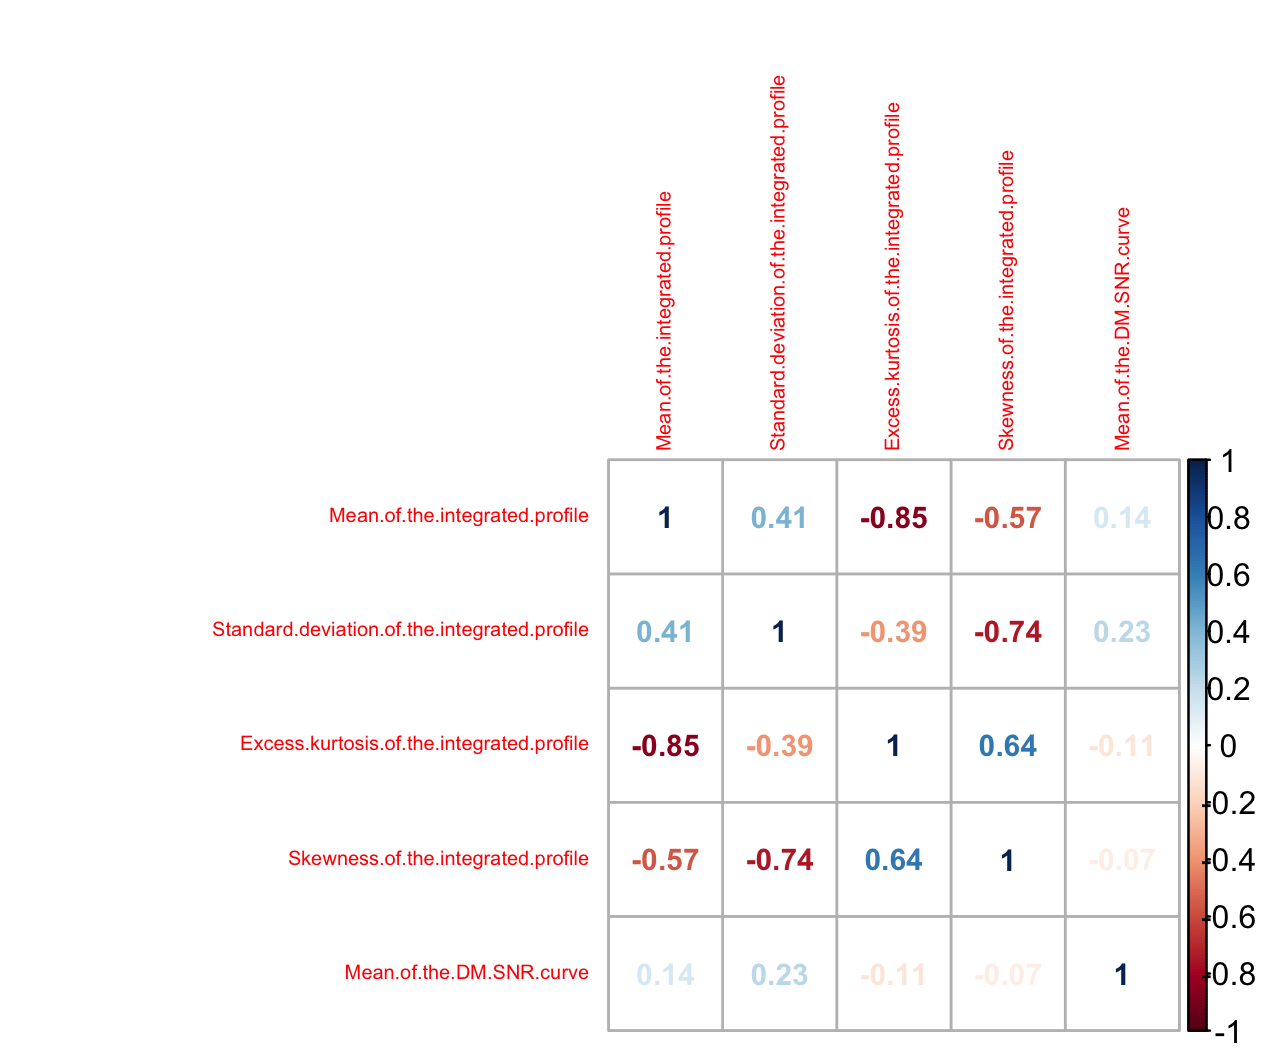 Mean.of.the.integrated.profile
Standard.deviation.of.the.integrated.profile
Excess.kurtosis.of.the.integrated.profile
Skewness.of.the.integrated.profile
Mean.of.the.DM.SNR.curve
Mean.of.the.integrated.profile 1 0.41 -0.85 -0.57 0.14
Standard.deviation.of.the.integrated.profile 0.41 1 -0.39 -0.74 0.23
Excess.kurtosis.of.the.integrated.profile -0.85 -0.39 1 0.64 -0.11
Skewness.of.the.integrated.profile -0.57 -0.74 0.64 1 -0.07
Mean.of.the.DM.SNR.curve 0.14 0.23 -0.11 -0.07 1
1
0.8
0.6
0.4
0.2
0
-0.2
-0.4
-0.6
-0.8
-1